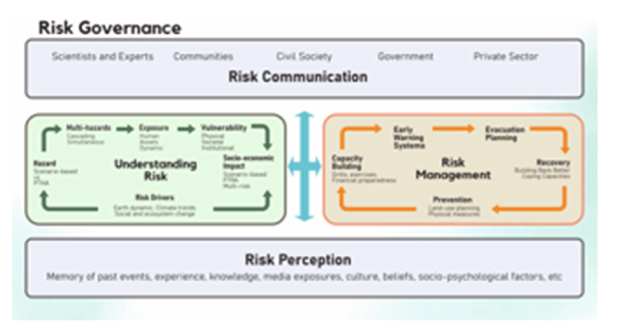 Risk Governance
Scientists and Experts
Communities
Civil Society
Government
Private Sector
Risk Communication
Multi-hazards
Cascading
Simultaneous
Exposure
Human
Assets
Dynamic
Vulnerability
Physical
Societal
Institutional
Hazard
Scenario-based
vs
PTHA
Understanding
Risk
Socio-economic
Impact
Scenario-based
PTRA
Multi-risk
Risk Drivers
Earth dynamic, Climate trends
Social and ecosystem change
Early
Warning
Systems
Evacuation
Planning
Capacity
Building
Drills, exercises,
Financial preparedness
Risk
Management
Recovery
Building Back Better
Coping Capacities
Prevention
Land-use planning
Physical measures
Risk Perception
Memory of past events, experience, knowledge, media exposures, culture, beliefs, socio-psychological factors, etc